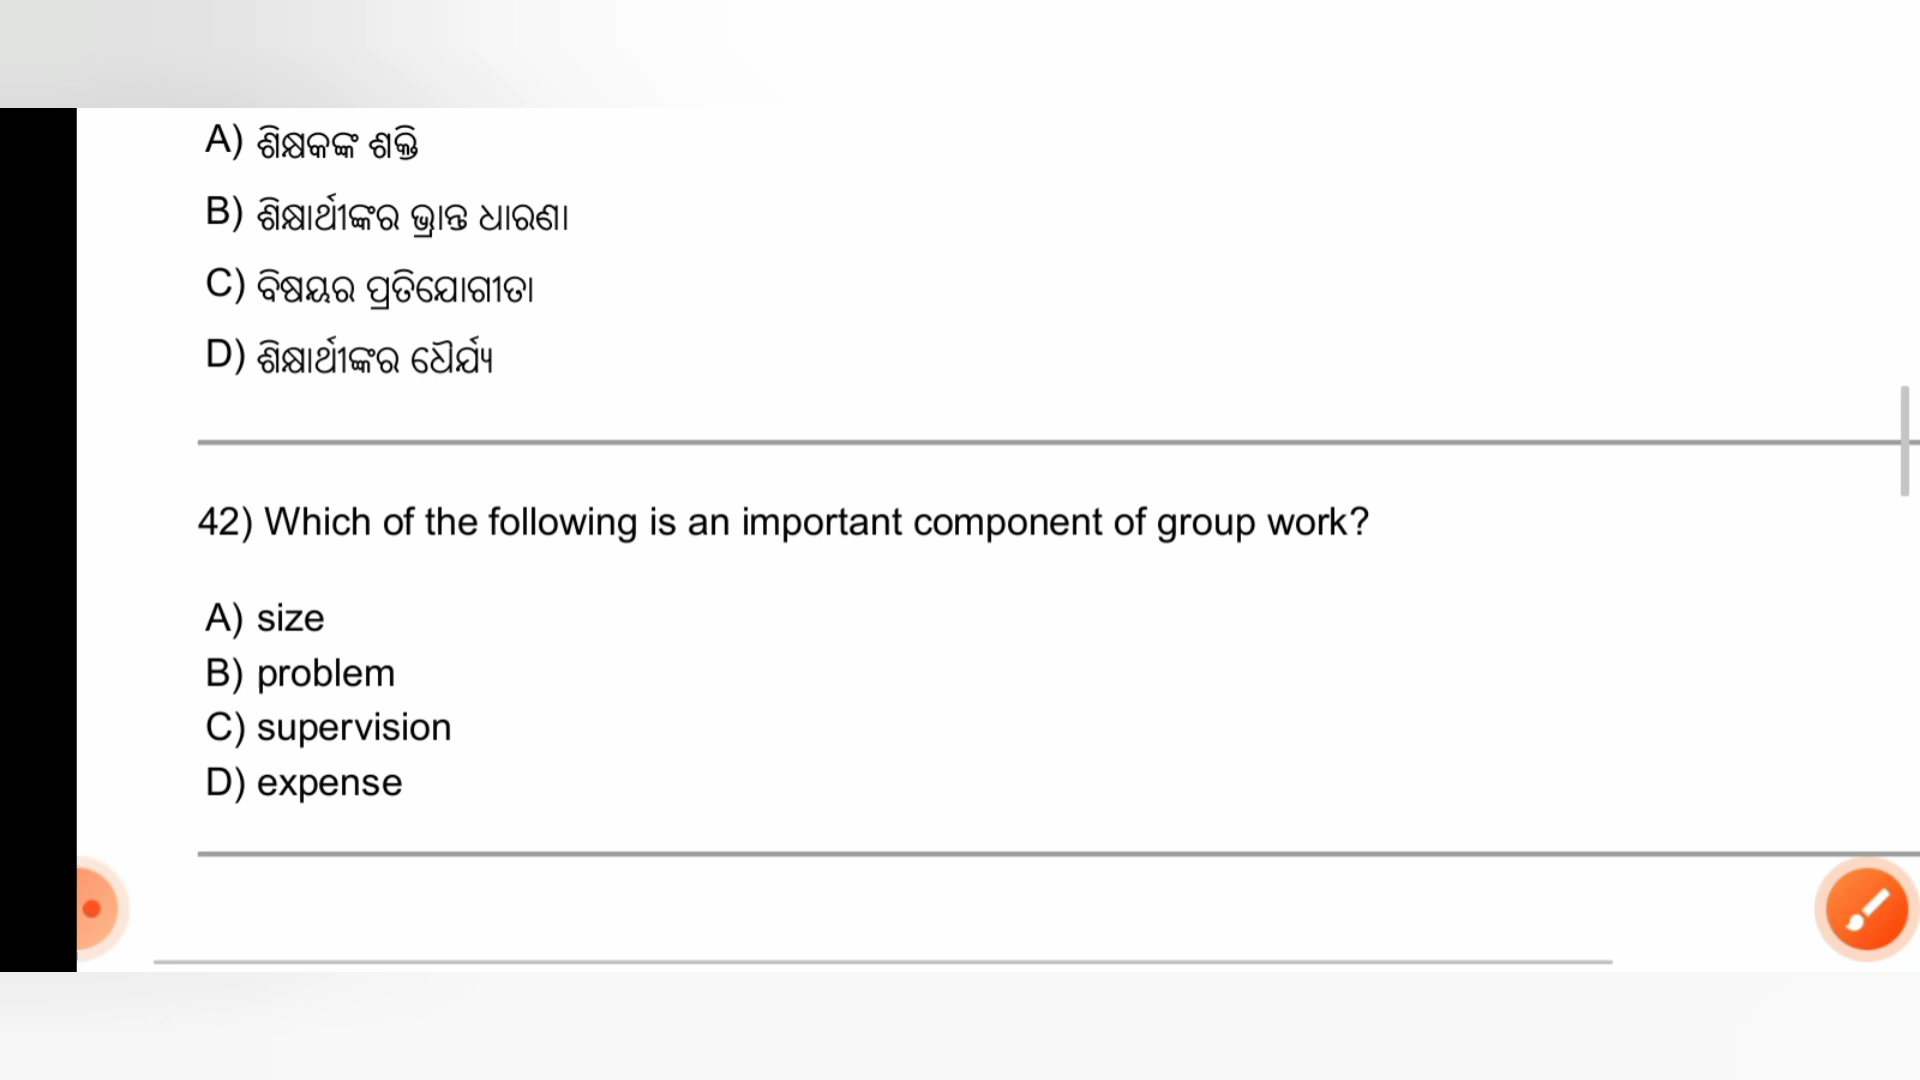 A) ଶିକ୍ଷକଙ୍କ ଶକ୍ତି
B) ଶିକ୍ଷାର୍ଥୀଙ୍କର ଭ୍ରାନ୍ତ ଧାରଣା
C) ବିଷୟର ପ୍ରତିଯୋଗୀତା
D) ଶିକ୍ଷାର୍ଥୀଙ୍କର ଧୈର୍ଯ୍ୟ
42) Which of the following is an important component of group work?
A) size
B) problem
C) supervision
D) expense